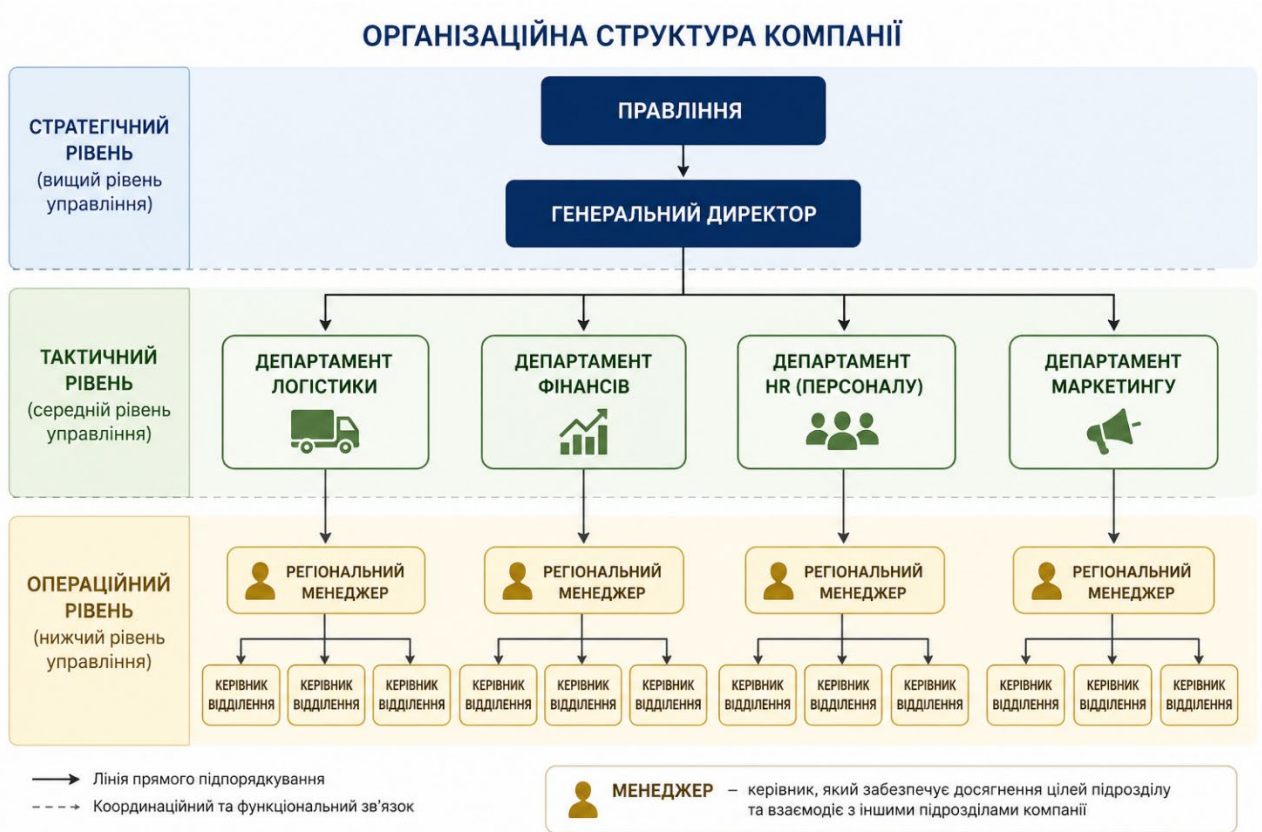 ОРГАНІЗАЦІЙНА СТРУКТУРА КОМПАНІЇ
СТРАТЕГІЧНИЙ
РІВЕНЬ
(вищий рівень
управління)
ПРАВЛІННЯ
ГЕНЕРАЛЬНИЙ ДИРЕКТОР
ТАКТИЧНИЙ
РІВЕНЬ
(середній рівень
управління)
ДЕПАРТАМЕНТ
ЛОГІСТИКИ
ДЕПАРТАМЕНТ
ФІНАНСІВ
ДЕПАРТАМЕНТ
HR (ПЕРСОНАЛУ)
ДЕПАРТАМЕНТ
МАРКЕТИНГУ
ОПЕРАЦІЙНИЙ
РІВЕНЬ
(нижчий рівень
управління)
РЕГІОНАЛЬНИЙ
МЕНЕДЖЕР
РЕГІОНАЛЬНИЙ
МЕНЕДЖЕР
РЕГІОНАЛЬНИЙ
МЕНЕДЖЕР
РЕГІОНАЛЬНИЙ
МЕНЕДЖЕР
КЕРІВНИК
ВІДДІЛЕННЯ
КЕРІВНИК
ВІДДІЛЕННЯ
КЕРІВНИК
ВІДДІЛЕННЯ
КЕРІВНИК
ВІДДІЛЕННЯ
КЕРІВНИК
ВІДДІЛЕННЯ
КЕРІВНИК
ВІДДІЛЕННЯ
КЕРІВНИК
ВІДДІЛЕННЯ
КЕРІВНИК
ВІДДІЛЕННЯ
КЕРІВНИК
ВІДДІЛЕННЯ
КЕРІВНИК
ВІДДІЛЕННЯ
КЕРІВНИК
ВІДДІЛЕННЯ
КЕРІВНИК
ВІДДІЛЕННЯ
Лінія прямого підпорядкування
Координаційний та функціональний зв'язок
МЕНЕДЖЕР – керівник, який забезпечує досягнення цілей підрозділу
та взаємодіє з іншими підрозділами компанії